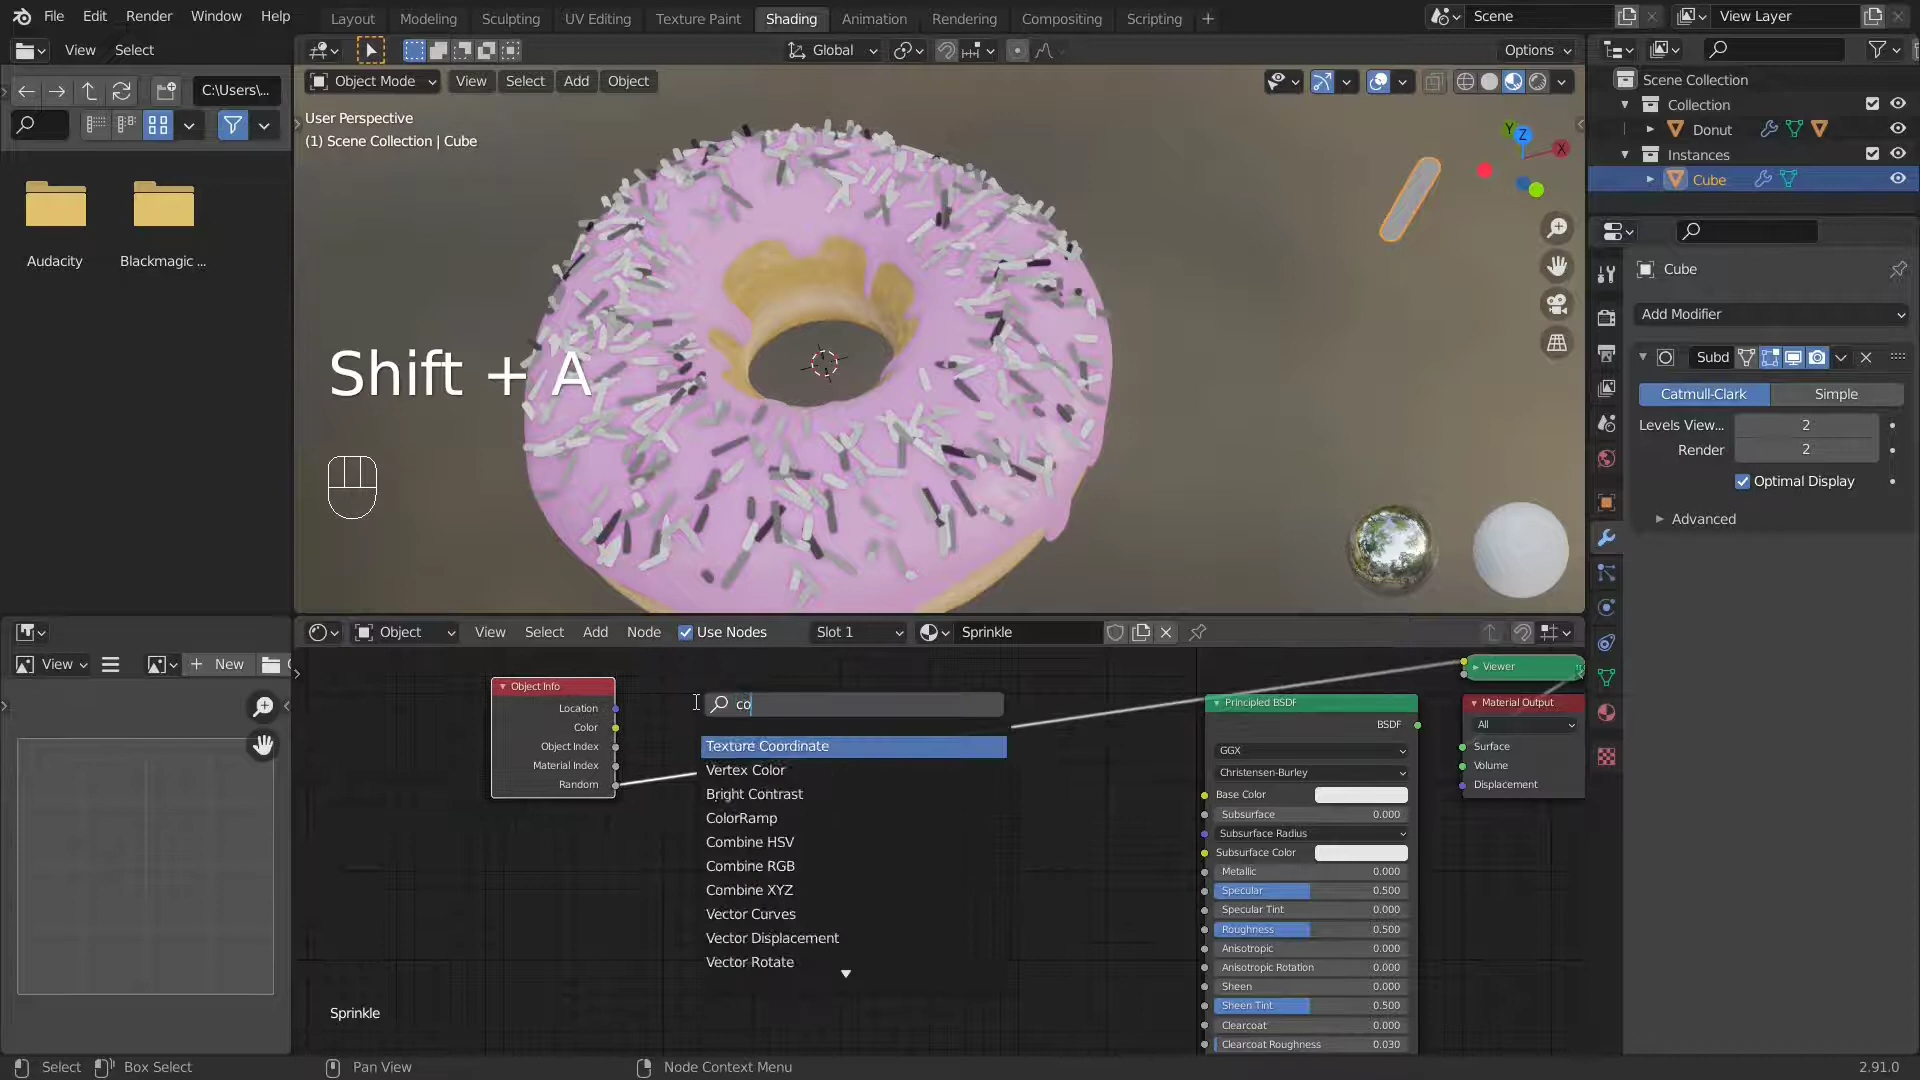 File Edit Render Window Help Layout Modeling Sculpting UV Editing Texture Paint Shading Animation Rendering Compositing Scripting + Scene View Layer
View Select Global Options
C:\Users\... Object Mode View Select Add Object
User Perspective
(1) Scene Collection | Cube
Audacity Blackmagic ...
Shift + A
Y Z X
Scene Collection
Collection
Donut
Instances
Cube
Cube
Add Modifier
Subd
Catmull-Clark Simple
Levels View... 2
Render 2
Optimal Display
Advanced
Object View Select Add Node Use Nodes Slot 1 Sprinkle
View New
Object Info
Location
Color
Object Index
Material Index
Random
co
Texture Coordinate
Vertex Color
Bright Contrast
ColorRamp
Combine HSV
Combine RGB
Combine XYZ
Vector Curves
Vector Displacement
Vector Rotate
Principled BSDF
BSDF
GGX
Christensen-Burley
Base Color
Subsurface 0.000
Subsurface Radius
Subsurface Color
Metallic 0.000
Specular 0.500
Specular Tint 0.000
Roughness 0.500
Anisotropic 0.000
Anisotropic Rotation 0.000
Sheen 0.000
Sheen Tint 0.500
Clearcoat 0.000
Clearcoat Roughness 0.030
Viewer
Material Output
All
Surface
Volume
Displacement
Sprinkle
Select Box Select Pan View Node Context Menu 2.91.0